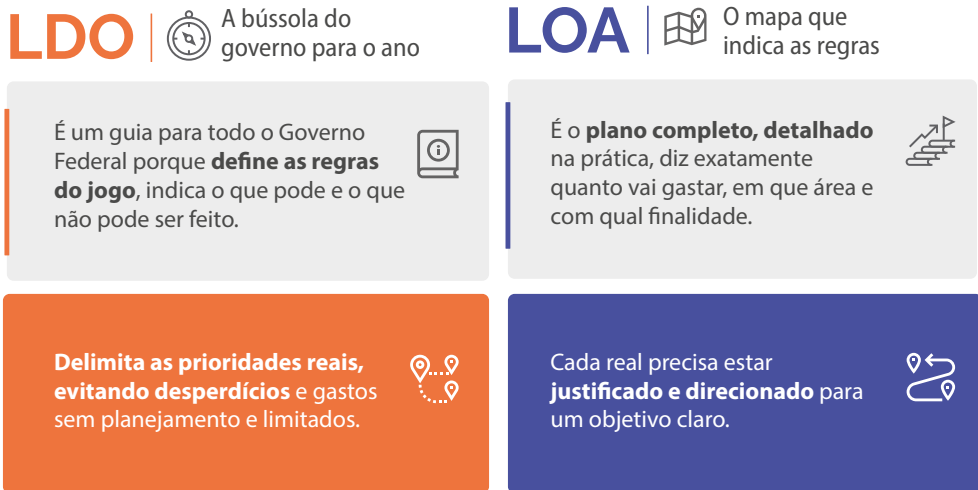 LDO
A bússola do
governo para o ano
É um guia para todo o Governo
Federal porque define as regras
do jogo, indica o que pode e o que
não pode ser feito.
Delimita as prioridades reais,
evitando desperdícios e gastos
sem planejamento e limitados.
LOA
O mapa que
indica as regras
É o plano completo, detalhado
na prática, diz exatamente
quanto vai gastar, em que área e
com qual finalidade.
Cada real precisa estar
justificado e direcionado para
um objetivo claro.